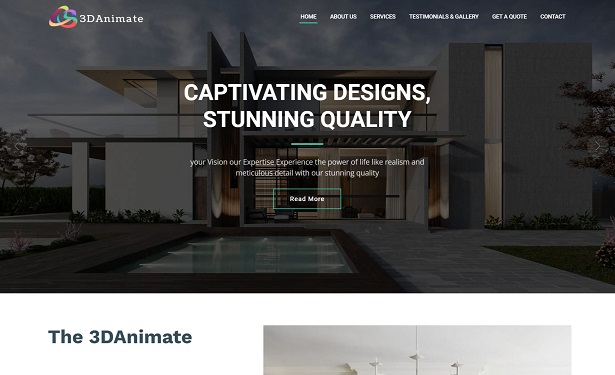 3DAnimate
HOME ABOUT US SERVICES TESTIMONIALS & GALLERY GET A QUOTE CONTACT
CAPTIVATING DESIGNS,
STUNNING QUALITY
your Vision our Expertise Experience the power of life like realism and
meticulous detail with our stunning quality
Read More
The 3DAnimate